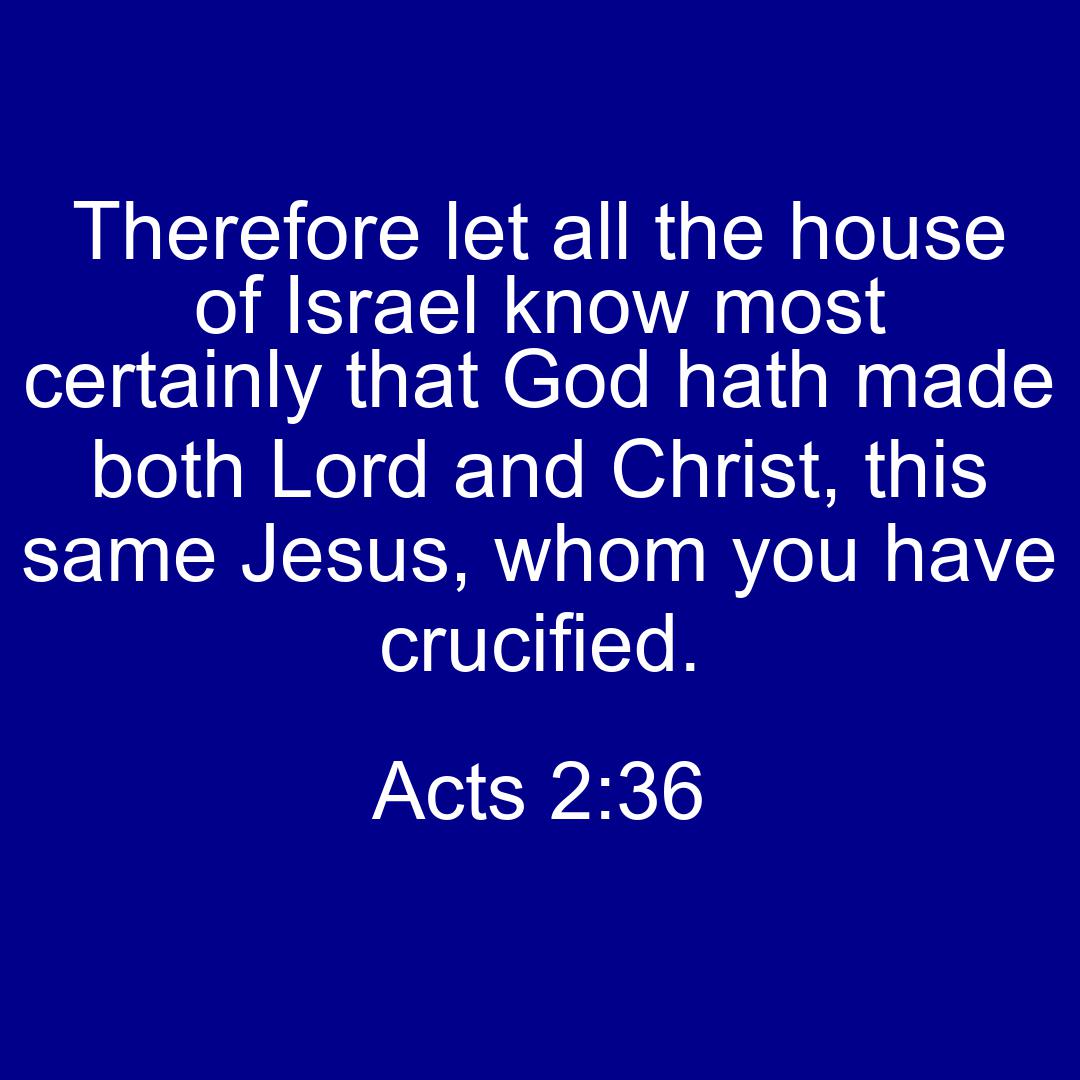 Therefore let all the house
of Israel know most
certainly that God hath made
both Lord and Christ, this
same Jesus, whom you have
crucified.
Acts 2:36